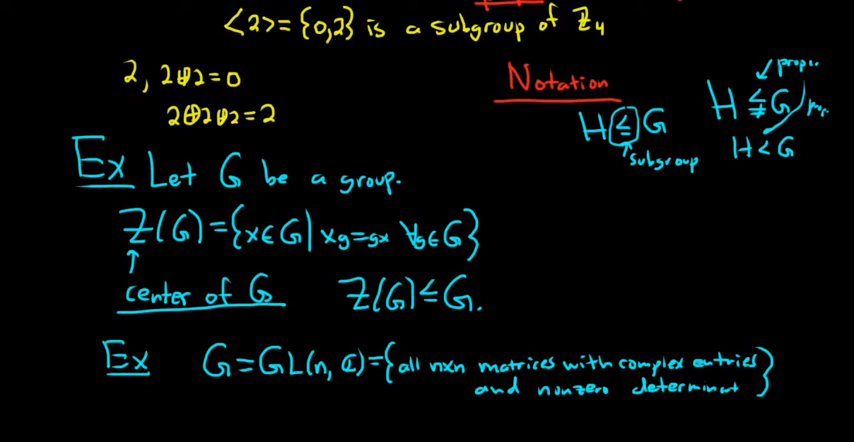 <2> = {0,2} is a subgroup of Z₄
2, 2⊕2=0
2⊕2⊕2=2
Notation
H ≤ G
↑ subgroup
H ≨ G
H < G
Ex Let G be a group.
Z(G) = {x∈G | xg=gx ∀g∈G}
↑
center of G
Z(G) ≤ G.
Ex G = GL(n, ℂ) = {all nxn matrices with complex entries
and nonzero determinant}